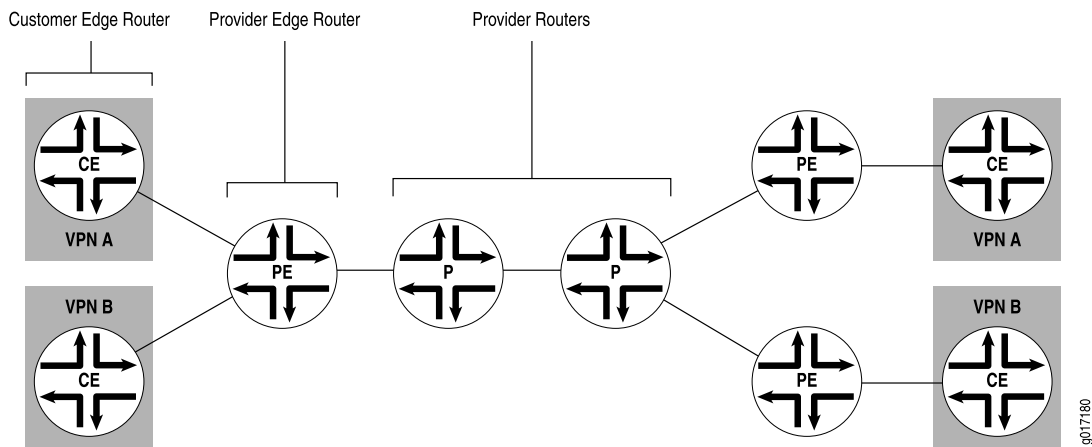 Customer Edge Router
Provider Edge Router
Provider Routers
CE
VPN A
PE
CE
VPN A
PE
P
P
VPN B
CE
PE
VPN B
CE
g017180